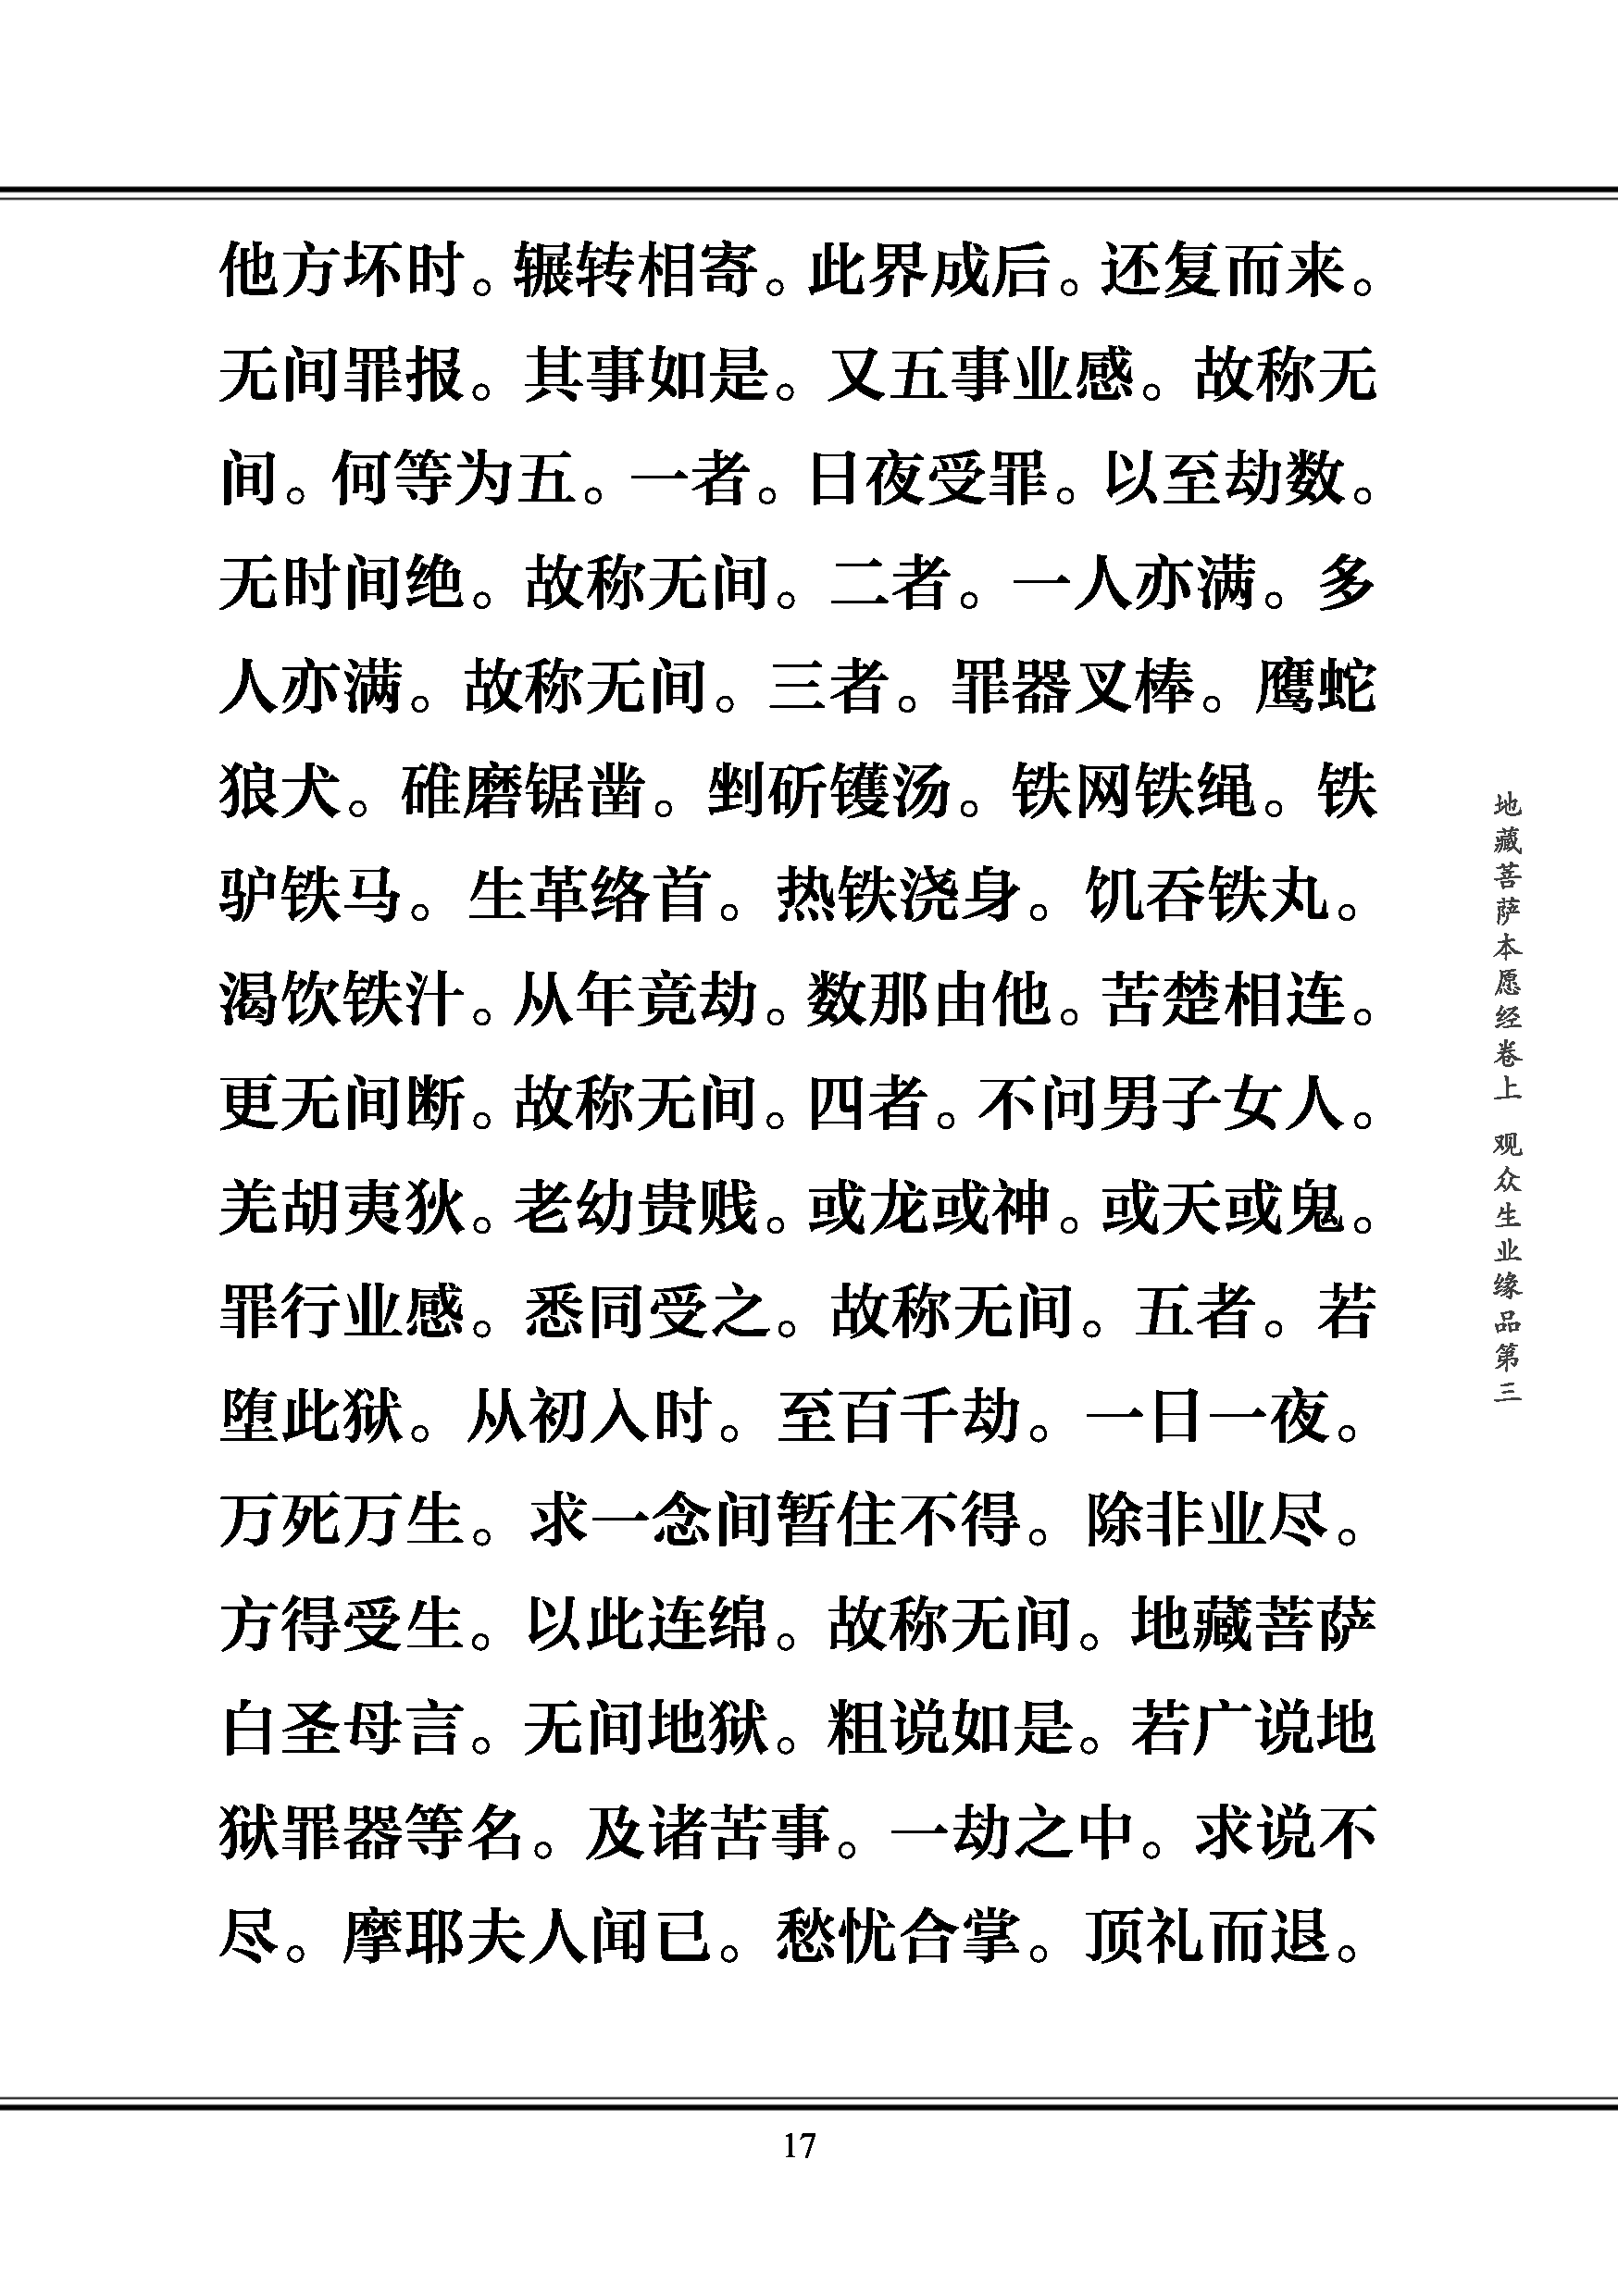 他方坏时。辗转相寄。此界成后。还复而来。
无间罪报。其事如是。又五事业感。故称无
间。何等为五。一者。日夜受罪。以至劫数。
无时间绝。故称无间。二者。一人亦满。多
人亦满。故称无间。三者。罪器叉棒。鹰蛇
狼犬。碓磨锯凿。剉斫镬汤。铁网铁绳。铁
驴铁马。生革络首。热铁浇身。饥吞铁丸。
渴饮铁汁。从年竟劫。数那由他。苦楚相连。
更无间断。故称无间。四者。不问男子女人。
羌胡夷狄。老幼贵贱。或龙或神。或天或鬼。
罪行业感。悉同受之。故称无间。五者。若
堕此狱。从初入时。至百千劫。一日一夜。
万死万生。求一念间暂住不得。除非业尽。
方得受生。以此连绵。故称无间。地藏菩萨
白圣母言。无间地狱。粗说如是。若广说地
狱罪器等名。及诸苦事。一劫之中。求说不
尽。摩耶夫人闻已。愁忧合掌。顶礼而退。
地藏菩萨本愿经卷上 观众生业缘品第三
17